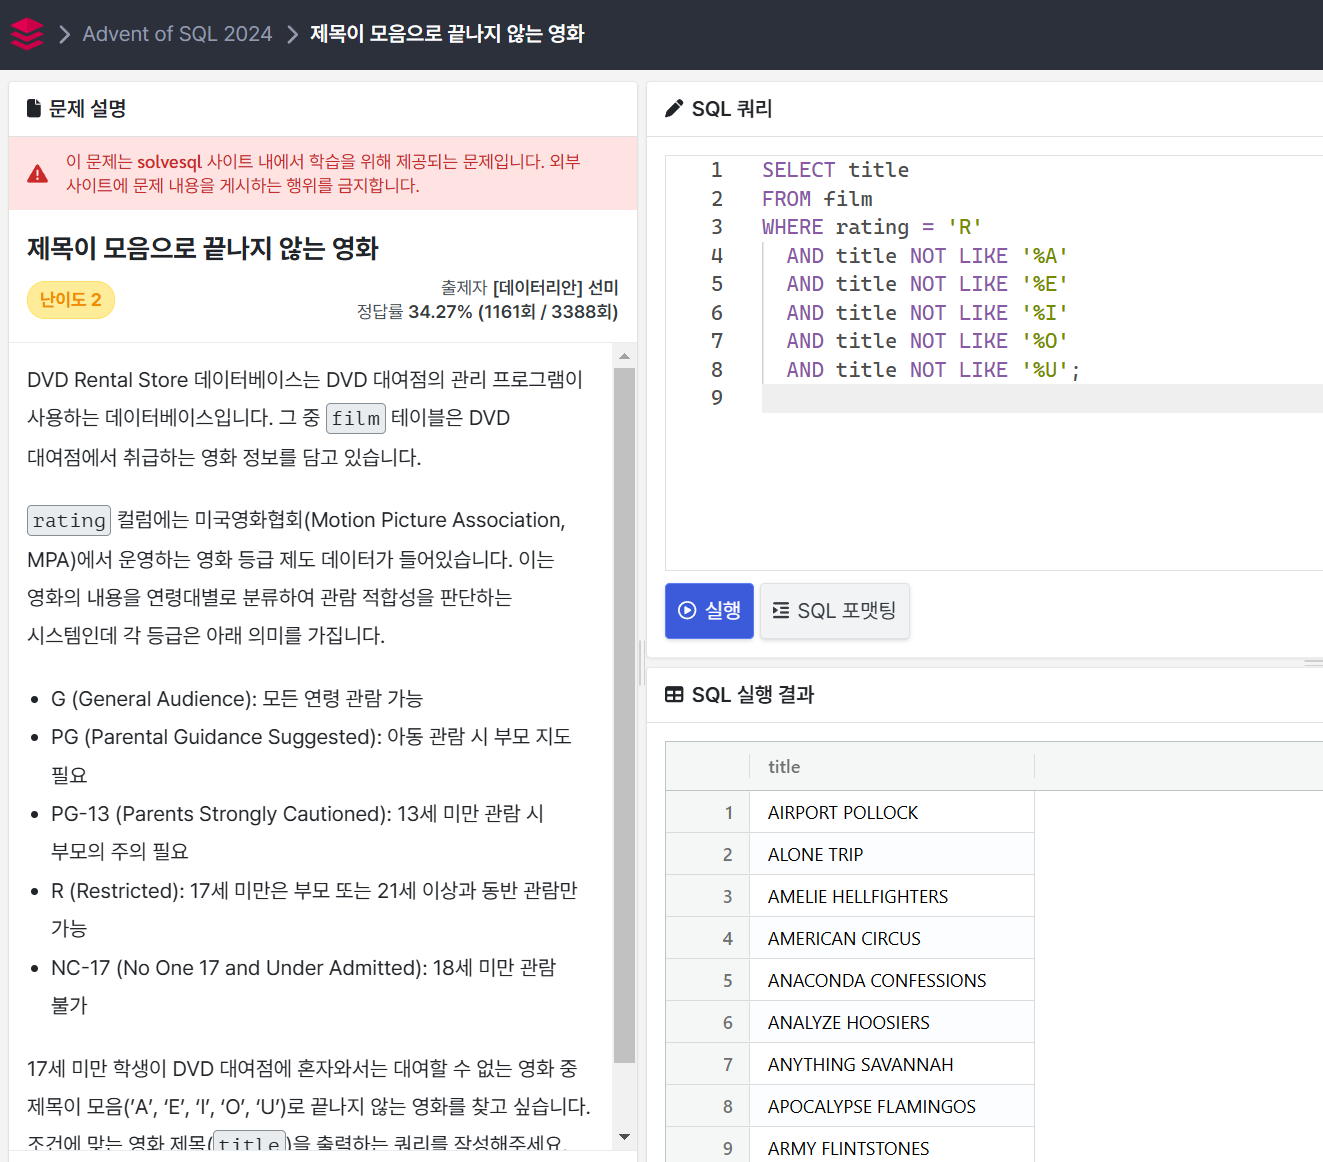 Advent of SQL 2024 제목이 모음으로 끝나지 않는 영화
문제 설명
이 문제는 solvesql 사이트 내에서 학습을 위해 제공되는 문제입니다. 외부
사이트에 문제 내용을 게시하는 행위를 금지합니다.
제목이 모음으로 끝나지 않는 영화
난이도 2
출제자 [데이터리안] 선미
정답률 34.27% (1161회 / 3388회)
DVD Rental Store 데이터베이스는 DVD 대여점의 관리 프로그램이
사용하는 데이터베이스입니다. 그 중 film 테이블은 DVD
대여점에서 취급하는 영화 정보를 담고 있습니다.
rating 컬럼에는 미국영화협회(Motion Picture Association,
MPA)에서 운영하는 영화 등급 제도 데이터가 들어있습니다. 이는
영화의 내용을 연령대별로 분류하여 관람 적합성을 판단하는
시스템인데 각 등급은 아래 의미를 가집니다.
• G (General Audience): 모든 연령 관람 가능
• PG (Parental Guidance Suggested): 아동 관람 시 부모 지도
필요
• PG-13 (Parents Strongly Cautioned): 13세 미만 관람 시
부모의 주의 필요
• R (Restricted): 17세 미만은 부모 또는 21세 이상과 동반 관람만
가능
• NC-17 (No One 17 and Under Admitted): 18세 미만 관람
불가
17세 미만 학생이 DVD 대여점에 혼자와서는 대여할 수 없는 영화 중
제목이 모음(‘A’, ‘E’, ‘I’, ‘O’, ‘U’)로 끝나지 않는 영화를 찾고 싶습니다.
조건에 맞는 영화 제목(title)을 출력하는 쿼리를 작성해주세요.
SQL 쿼리
1 SELECT title
2 FROM film
3 WHERE rating = 'R'
4 AND title NOT LIKE '%A'
5 AND title NOT LIKE '%E'
6 AND title NOT LIKE '%I'
7 AND title NOT LIKE '%O'
8 AND title NOT LIKE '%U';
9
실행 SQL 포맷팅
SQL 실행 결과
title
1 AIRPORT POLLOCK
2 ALONE TRIP
3 AMELIE HELLFIGHTERS
4 AMERICAN CIRCUS
5 ANACONDA CONFESSIONS
6 ANALYZE HOOSIERS
7 ANYTHING SAVANNAH
8 APOCALYPSE FLAMINGOS
9 ARMY FLINTSTONES